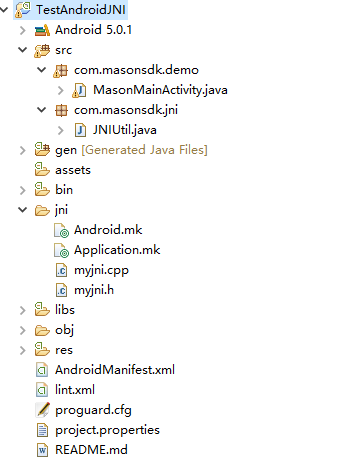 TestAndroidJNI
Android 5.0.1
src
com.masonsdk.demo
MasonMainActivity.java
com.masonsdk.jni
JNIUtil.java
gen [Generated Java Files]
assets
bin
jni
Android.mk
Application.mk
myjni.cpp
myjni.h
libs
obj
res
AndroidManifest.xml
lint.xml
proguard.cfg
project.properties
README.md